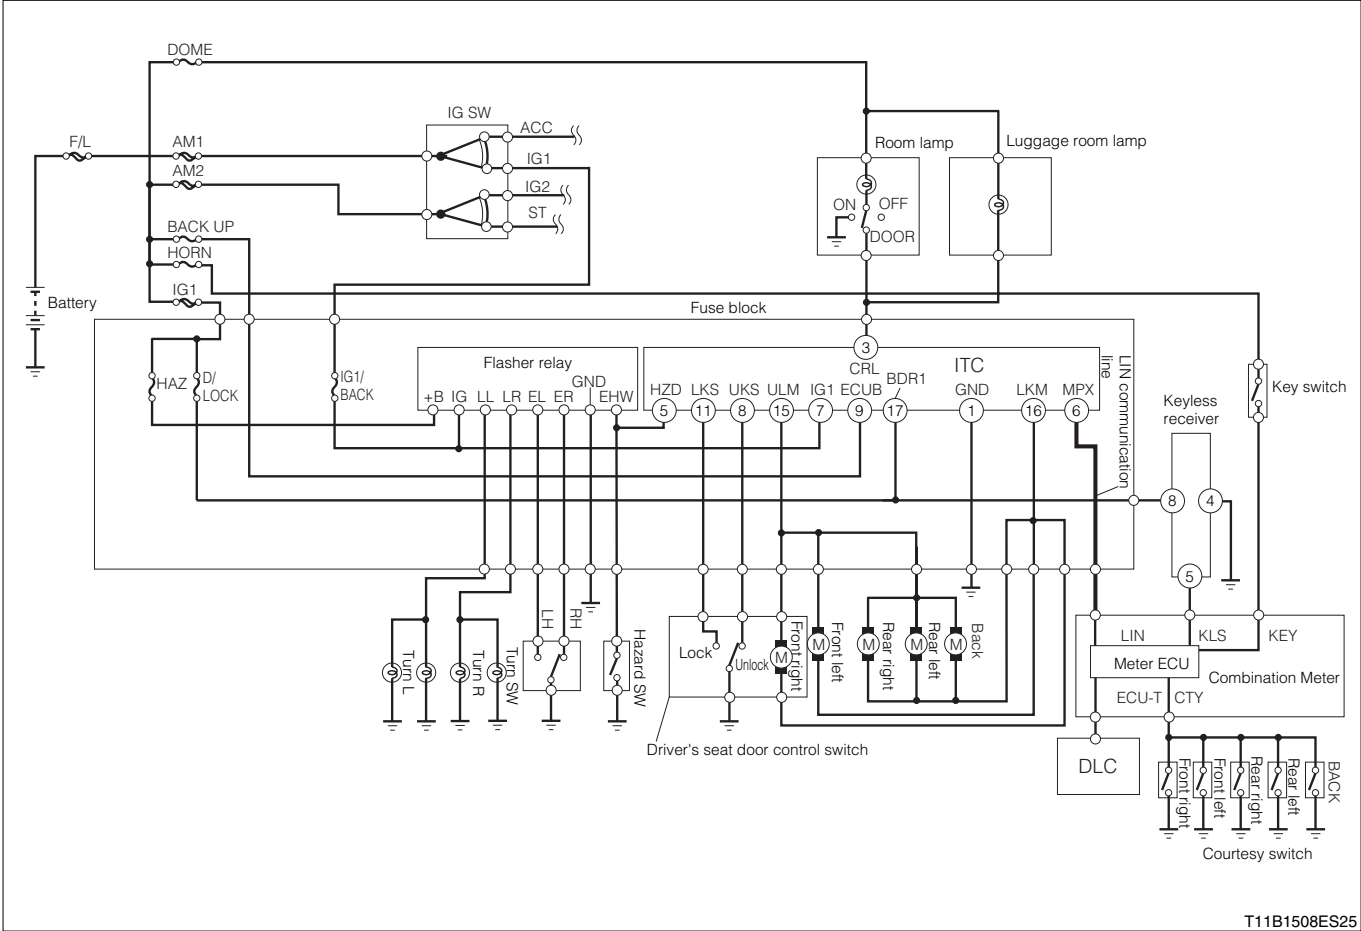 DOME
IG SW
ACC
F/L
AM1
IG1
AM2
IG2
ST
BACK UP
HORN
IG1
Battery
Room lamp
Luggage room lamp
ON
OFF
DOOR
Fuse block
HAZ
D/
LOCK
IG1/
BACK
Flasher relay
+B
IG
LL
LR
EL
ER
GND
EHW
3
CRL
ITC
HZD
LKS
UKS
ULM
IG1
ECUB
BDR1
GND
LKM
MPX
5
11
8
15
7
9
17
1
16
6
LIN communication
line
Keyless
receiver
8
4
5
Key switch
Turn L
Turn R
Turn SW
LH
RH
Hazard SW
Lock
Unlock
Front right
M
Front left
M
Rear right
M
Rear left
M
Back
M
Driver's seat door control switch
LIN
KLS
KEY
Meter ECU
Combination Meter
ECU-T
CTY
DLC
Front right
Front left
Rear right
Rear left
BACK
Courtesy switch
T11B1508ES25